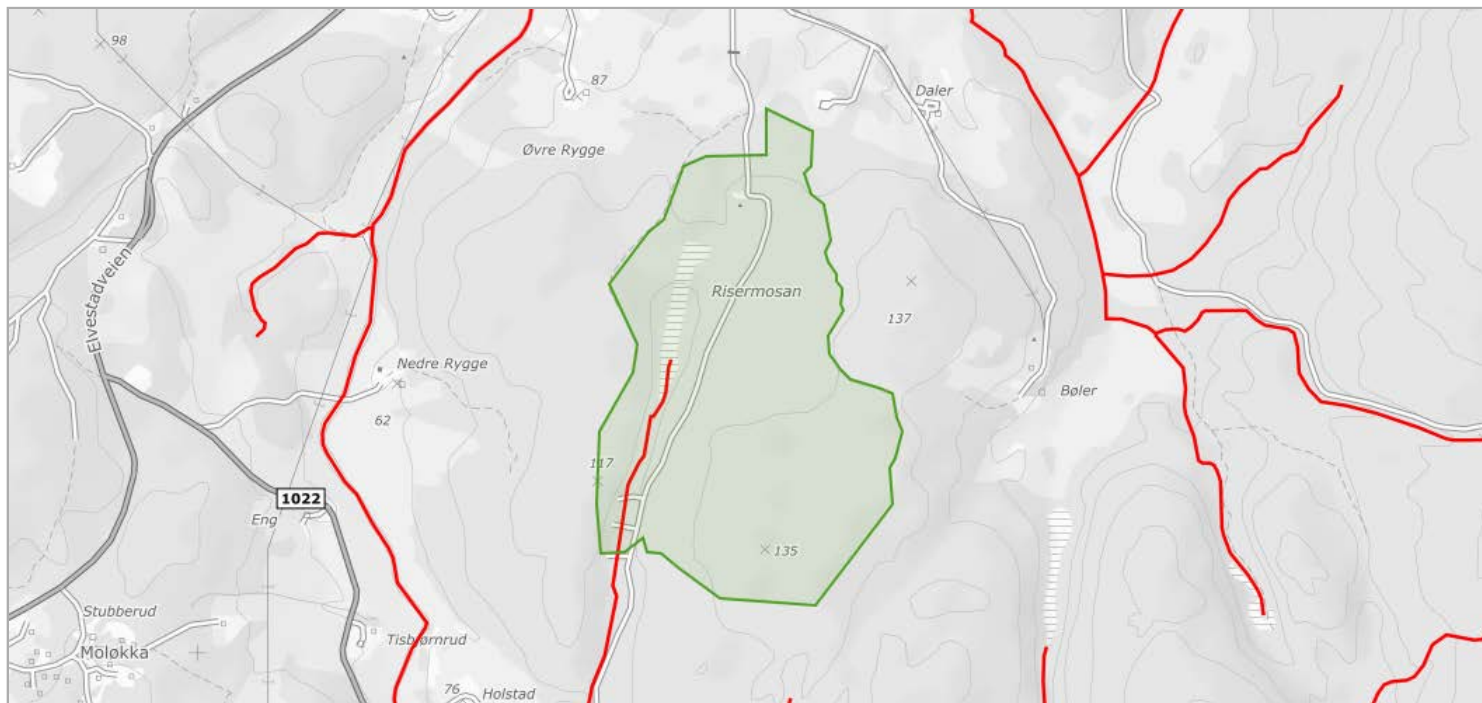 98
87
Daler
Øvre Rygge
Risermosan
137
Elvestadveien
Nedre Rygge
62
Bøler
117
1022
Eng
135
Stubberud
Moløkka
Tisbjørnrud
76
Holstad